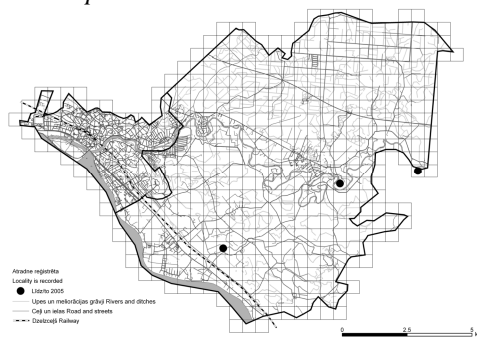 Atradne reģistrēta
Locality is recorded
Līdz/to 2005
Upes un meliorācijas grāvji Rivers and ditches
Ceļi un ielas Road and streets
Dzelzceļš Railway
0 2.5 5